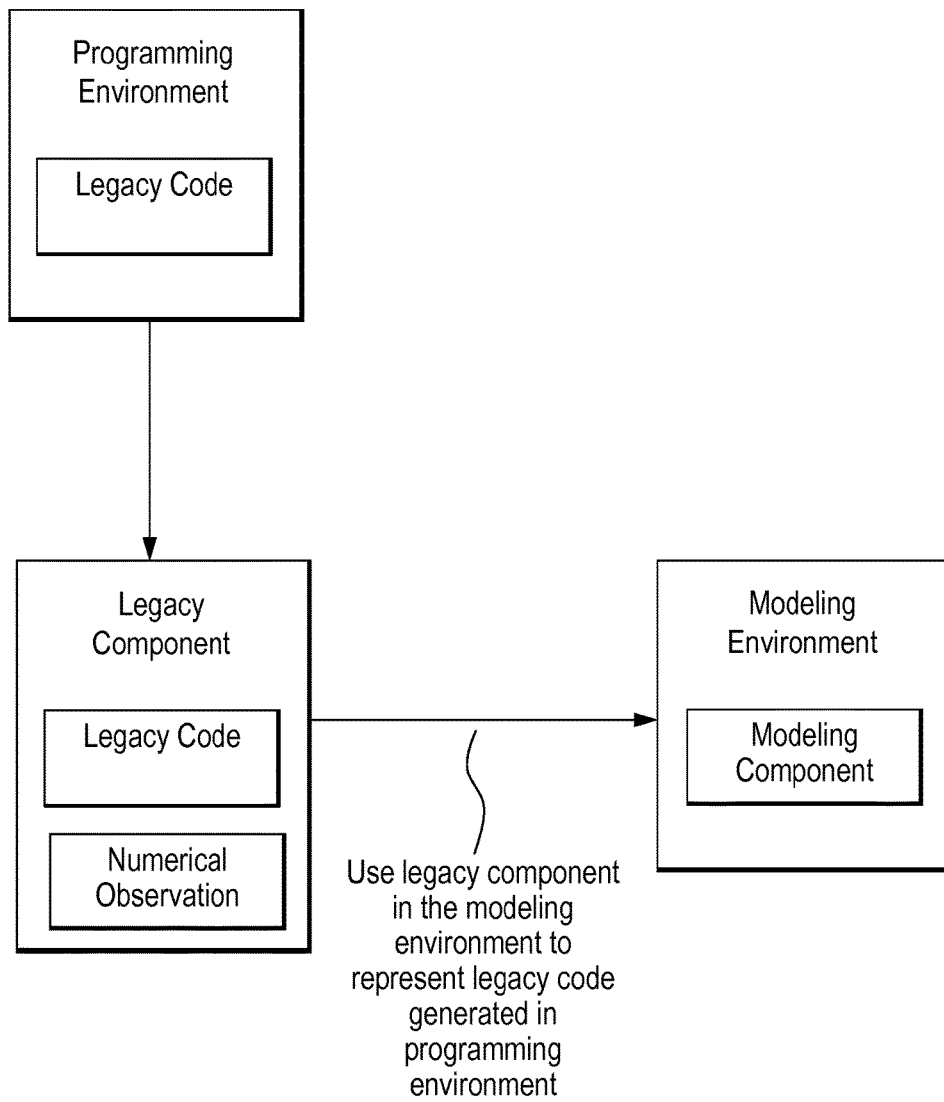 Programming
Environment
Legacy Code
Legacy
Component
Legacy Code
Numerical
Observation
Modeling
Environment
Modeling
Component
Use legacy component
in the modeling
environment to
represent legacy code
generated in
programming
environment